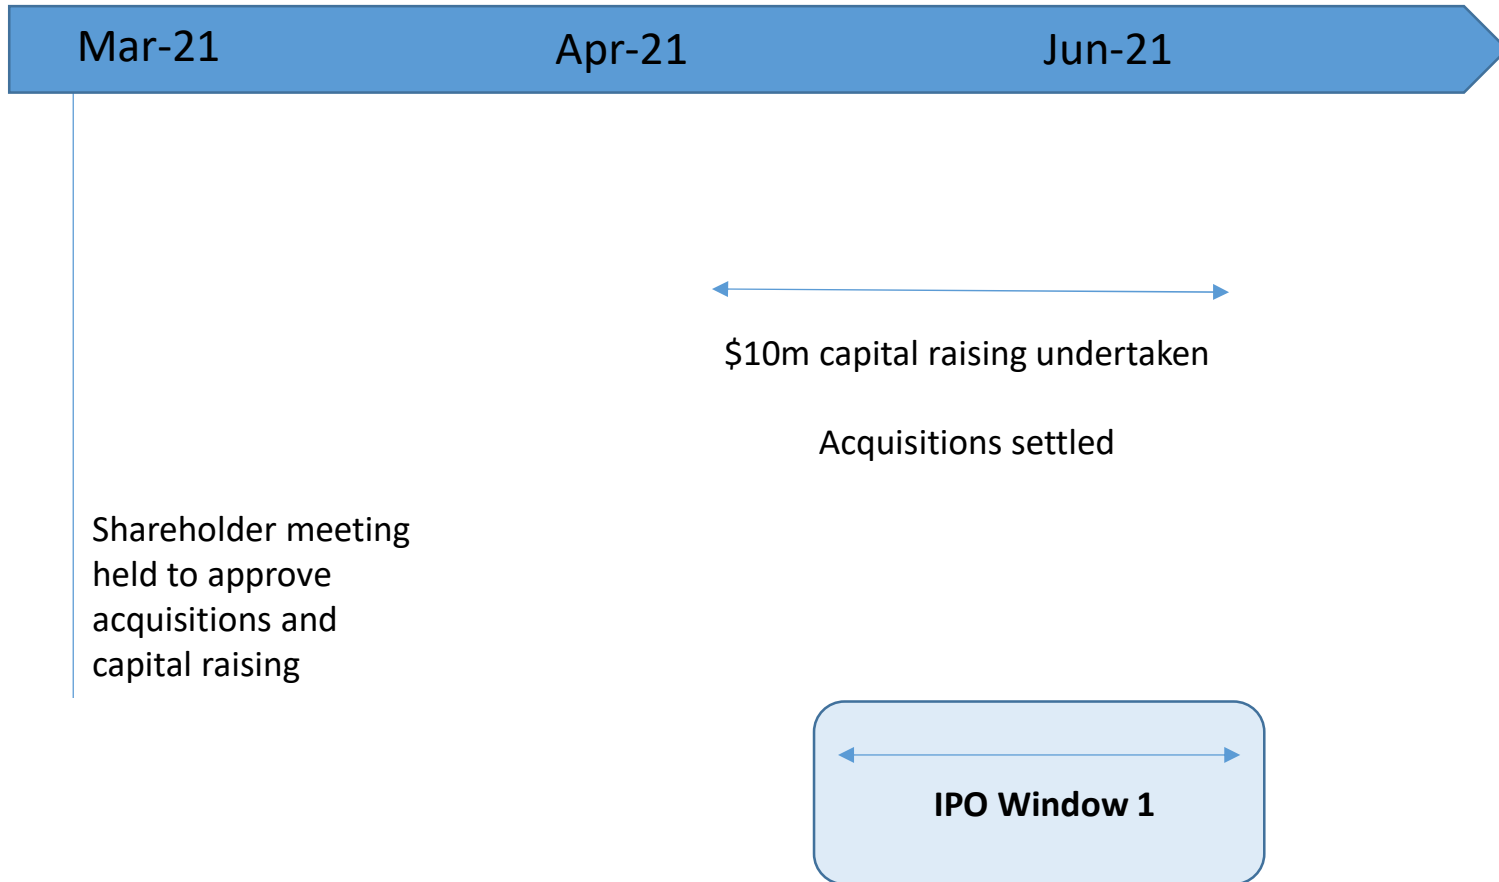 Mar-21
Apr-21
Jun-21
$10m capital raising undertaken
Acquisitions settled
Shareholder meeting
held to approve
acquisitions and
capital raising
IPO Window 1